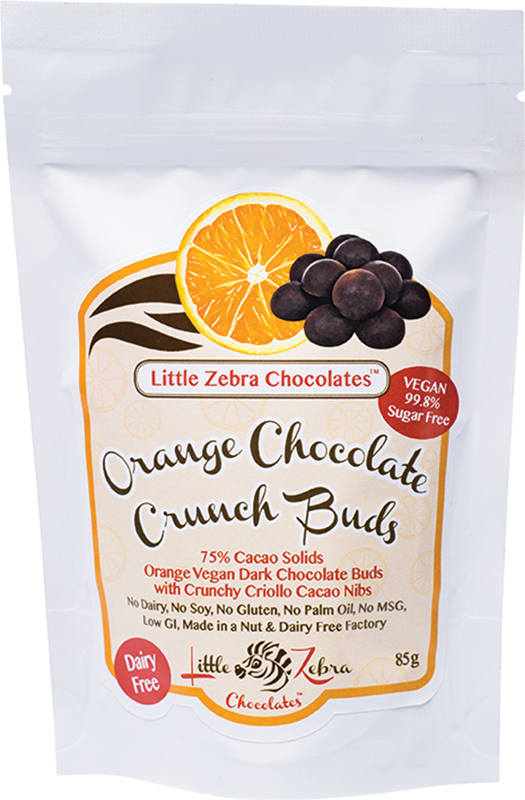 Little Zebra Chocolates™
VEGAN
99.8%
Sugar Free
Orange Chocolate
Crunch Buds
75% Cacao Solids
Orange Vegan Dark Chocolate Buds
with Crunchy Criollo Cacao Nibs
No Dairy, No Soy, No Gluten, No Palm Oil, No MSG,
Low GI, Made in a Nut & Dairy Free Factory
Dairy
Free
Little Zebra
Chocolates™
85g